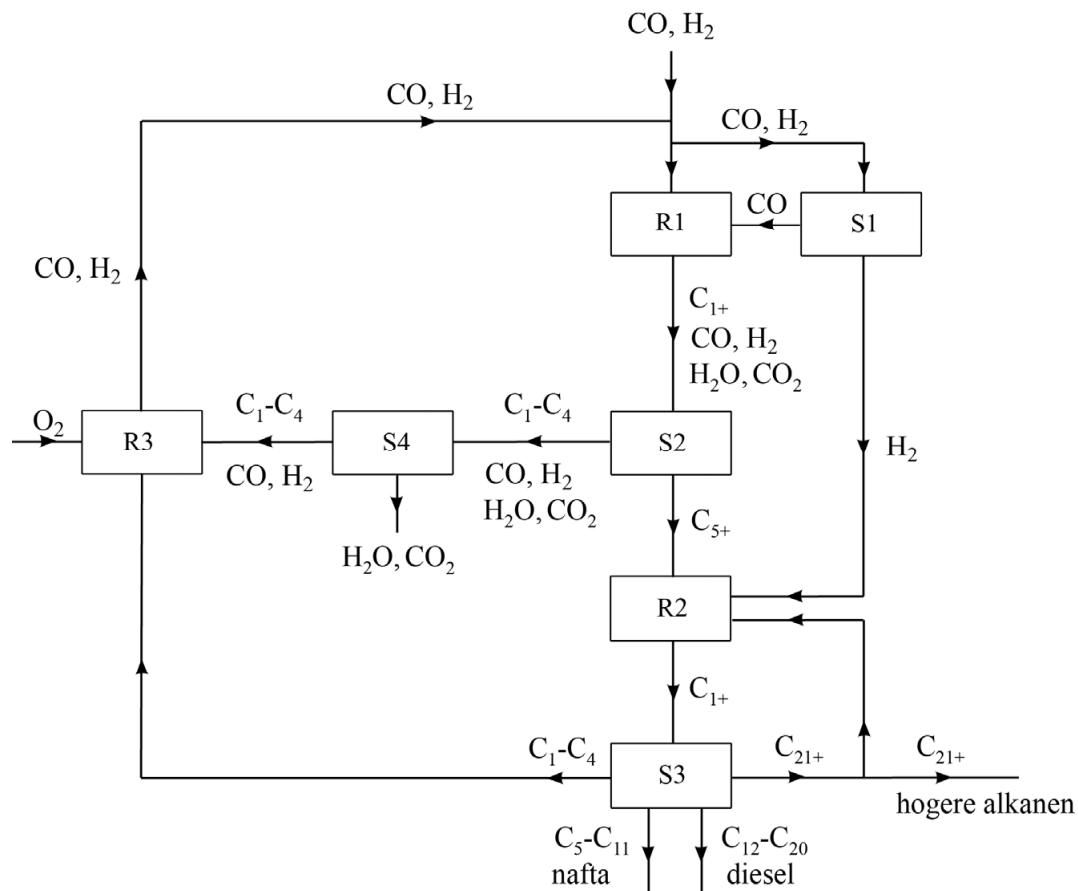 CO, H₂
CO, H₂
CO, H₂
R1
CO
S1
CO, H₂
C₁₊
CO, H₂
H₂O, CO₂
O₂
R3
C₁-C₄
CO, H₂
S4
C₁-C₄
CO, H₂
H₂O, CO₂
S2
H₂
H₂O, CO₂
C₅₊
R2
C₁₊
C₁-C₄
S3
C₂₁₊
C₂₁₊
hogere alkanen
C₅-C₁₁
nafta
C₁₂-C₂₀
diesel